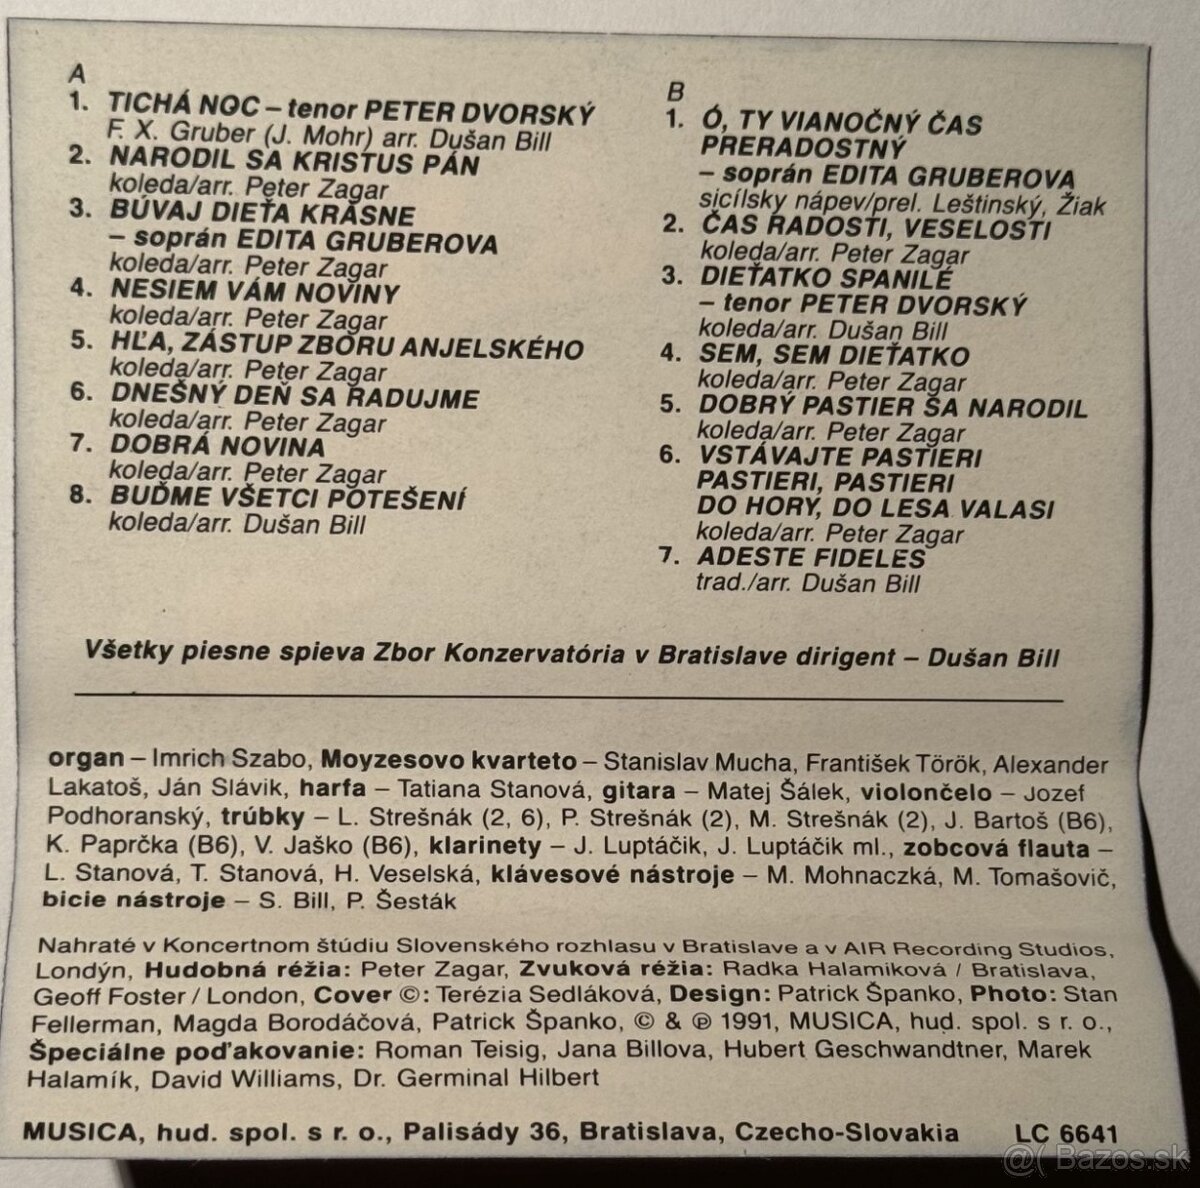 A
1. TICHÁ NOC – tenor PETER DVORSKÝ
F. X. Gruber (J. Mohr) arr. Dušan Bill
2. NARODIL SA KRISTUS PÁN
koleda/arr. Peter Zagar
3. BÚVAJ DIEŤA KRÁSNE
– soprán EDITA GRUBEROVA
koleda/arr. Peter Zagar
4. NESIEM VÁM NOVINY
koleda/arr. Peter Zagar
5. HĽA, ZÁSTUP ZBORU ANJELSKÉHO
koleda/arr. Peter Zagar
6. DNEŠNÝ DEŇ SA RADUJME
koleda/arr. Peter Zagar
7. DOBRÁ NOVINA
koleda/arr. Peter Zagar
8. BUĎME VŠETCI POTEŠENÍ
koleda/arr. Dušan Bill
B
1. Ó, TY VIANOČNÝ ČAS
PRERADOSTNÝ
– soprán EDITA GRUBEROVA
sicílsky nápev/prel. Leštinský, Žiak
2. ČAS RADOSTI, VESELOSTI
koleda/arr. Peter Zagar
3. DIEŤATKO SPANILÉ
– tenor PETER DVORSKÝ
koleda/arr. Dušan Bill
4. SEM, SEM DIEŤATKO
koleda/arr. Peter Zagar
5. DOBRÝ PASTIER SA NARODIL
koleda/arr. Peter Zagar
6. VSTÁVAJTE PASTIERI
PASTIERI, PASTIERI
DO HORY, DO LESA VALASI
koleda/arr. Peter Zagar
7. ADESTE FIDELES
trad./arr. Dušan Bill
Všetky piesne spieva Zbor Konzervatória v Bratislave dirigent – Dušan Bill
organ – Imrich Szabo, Moyzesovo kvarteto – Stanislav Mucha, František Török, Alexander
Lakatoš, Ján Slávik, harfa – Tatiana Stanová, gitara – Matej Šálek, violončelo – Jozef
Podhoranský, trúbky – L. Strešnák (2, 6), P. Strešnák (2), M. Strešnák (2), J. Bartoš (B6),
K. Paprčka (B6), V. Jaško (B6), klarinety – J. Luptáčik, J. Luptáčik ml., zobcová flauta –
L. Stanová, T. Stanová, H. Veselská, klávesové nástroje – M. Mohnaczká, M. Tomašovič,
bicie nástroje – S. Bill, P. Šesták
Nahraté v Koncertnom štúdiu Slovenského rozhlasu v Bratislave a v AIR Recording Studios,
Londýn, Hudobná réžia: Peter Zagar, Zvuková réžia: Radka Halamiková / Bratislava,
Geoff Foster / London, Cover ©: Terézia Sedláková, Design: Patrick Španko, Photo: Stan
Fellerman, Magda Borodáčová, Patrick Španko, © & ℗ 1991, MUSICA, hud. spol. s r. o.,
Špeciálne poďakovanie: Roman Teisig, Jana Billova, Hubert Geschwandtner, Marek
Halamík, David Williams, Dr. Germinal Hilbert
MUSICA, hud. spol. s r. o., Palisády 36, Bratislava, Czecho-Slovakia LC 6641
@( Bazos.sk